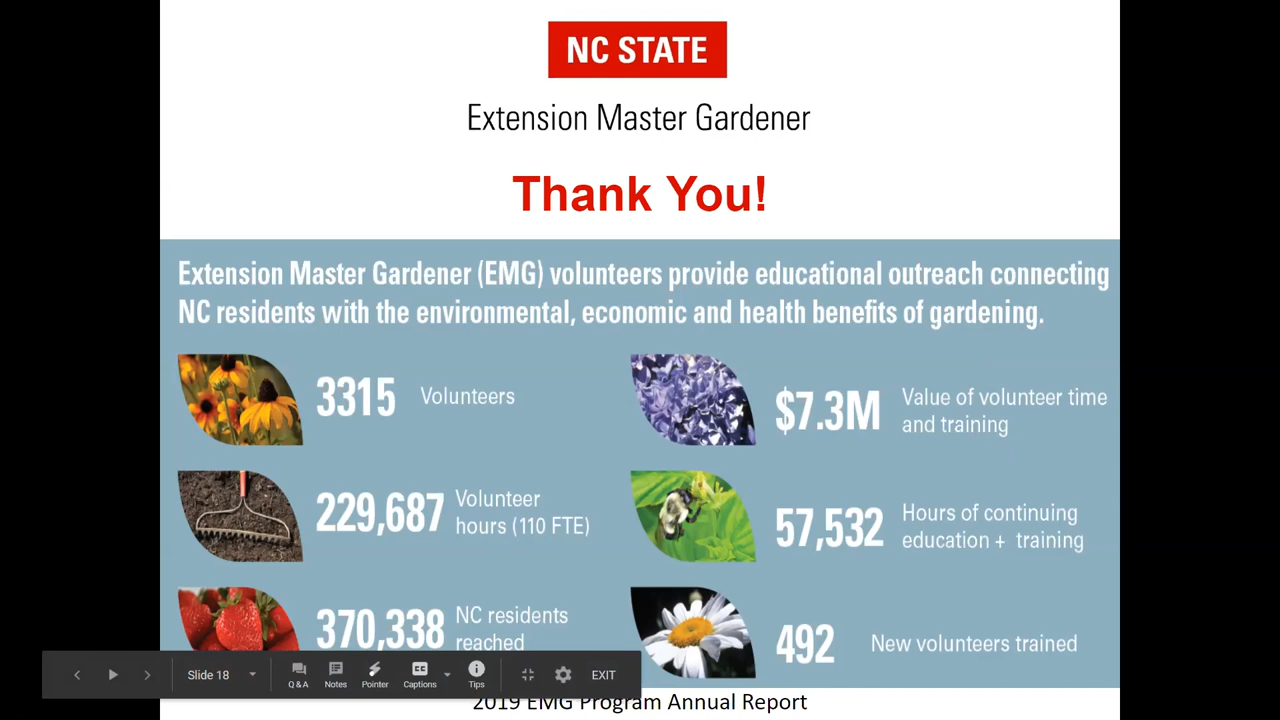 NC STATE
Extension Master Gardener
Thank You!
Extension Master Gardener (EMG) volunteers provide educational outreach connecting
NC residents with the environmental, economic and health benefits of gardening.
3315 Volunteers
$7.3M Value of volunteer time
and training
229,687 Volunteer
hours (110 FTE)
57,532 Hours of continuing
education + training
370,338 NC residents
reached
492 New volunteers trained
Slide 18
Q & A Notes Pointer Captions Tips EXIT
2019 EMG Program Annual Report